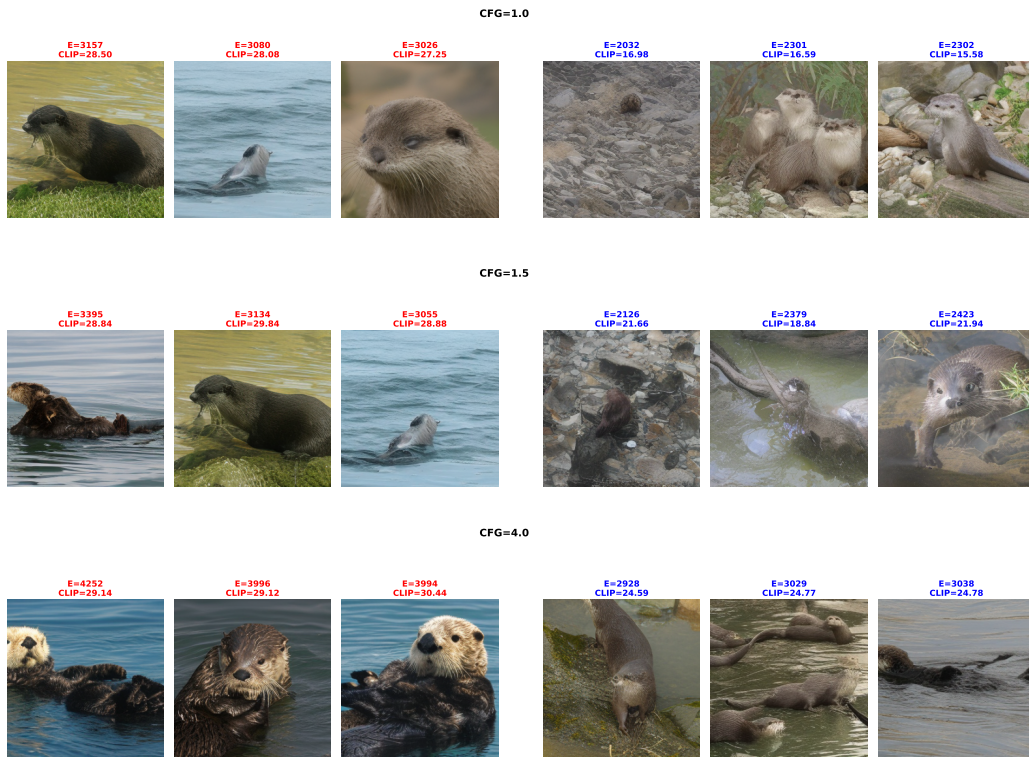 CFG=1.0
E=3157
CLIP=28.50
E=3080
CLIP=28.08
E=3026
CLIP=27.25
E=2032
CLIP=16.98
E=2301
CLIP=16.59
E=2302
CLIP=15.58
CFG=1.5
E=3395
CLIP=28.84
E=3134
CLIP=29.84
E=3055
CLIP=28.88
E=2126
CLIP=21.66
E=2379
CLIP=18.84
E=2423
CLIP=21.94
CFG=4.0
E=4252
CLIP=29.14
E=3996
CLIP=29.12
E=3994
CLIP=30.44
E=2928
CLIP=24.59
E=3029
CLIP=24.77
E=3038
CLIP=24.78